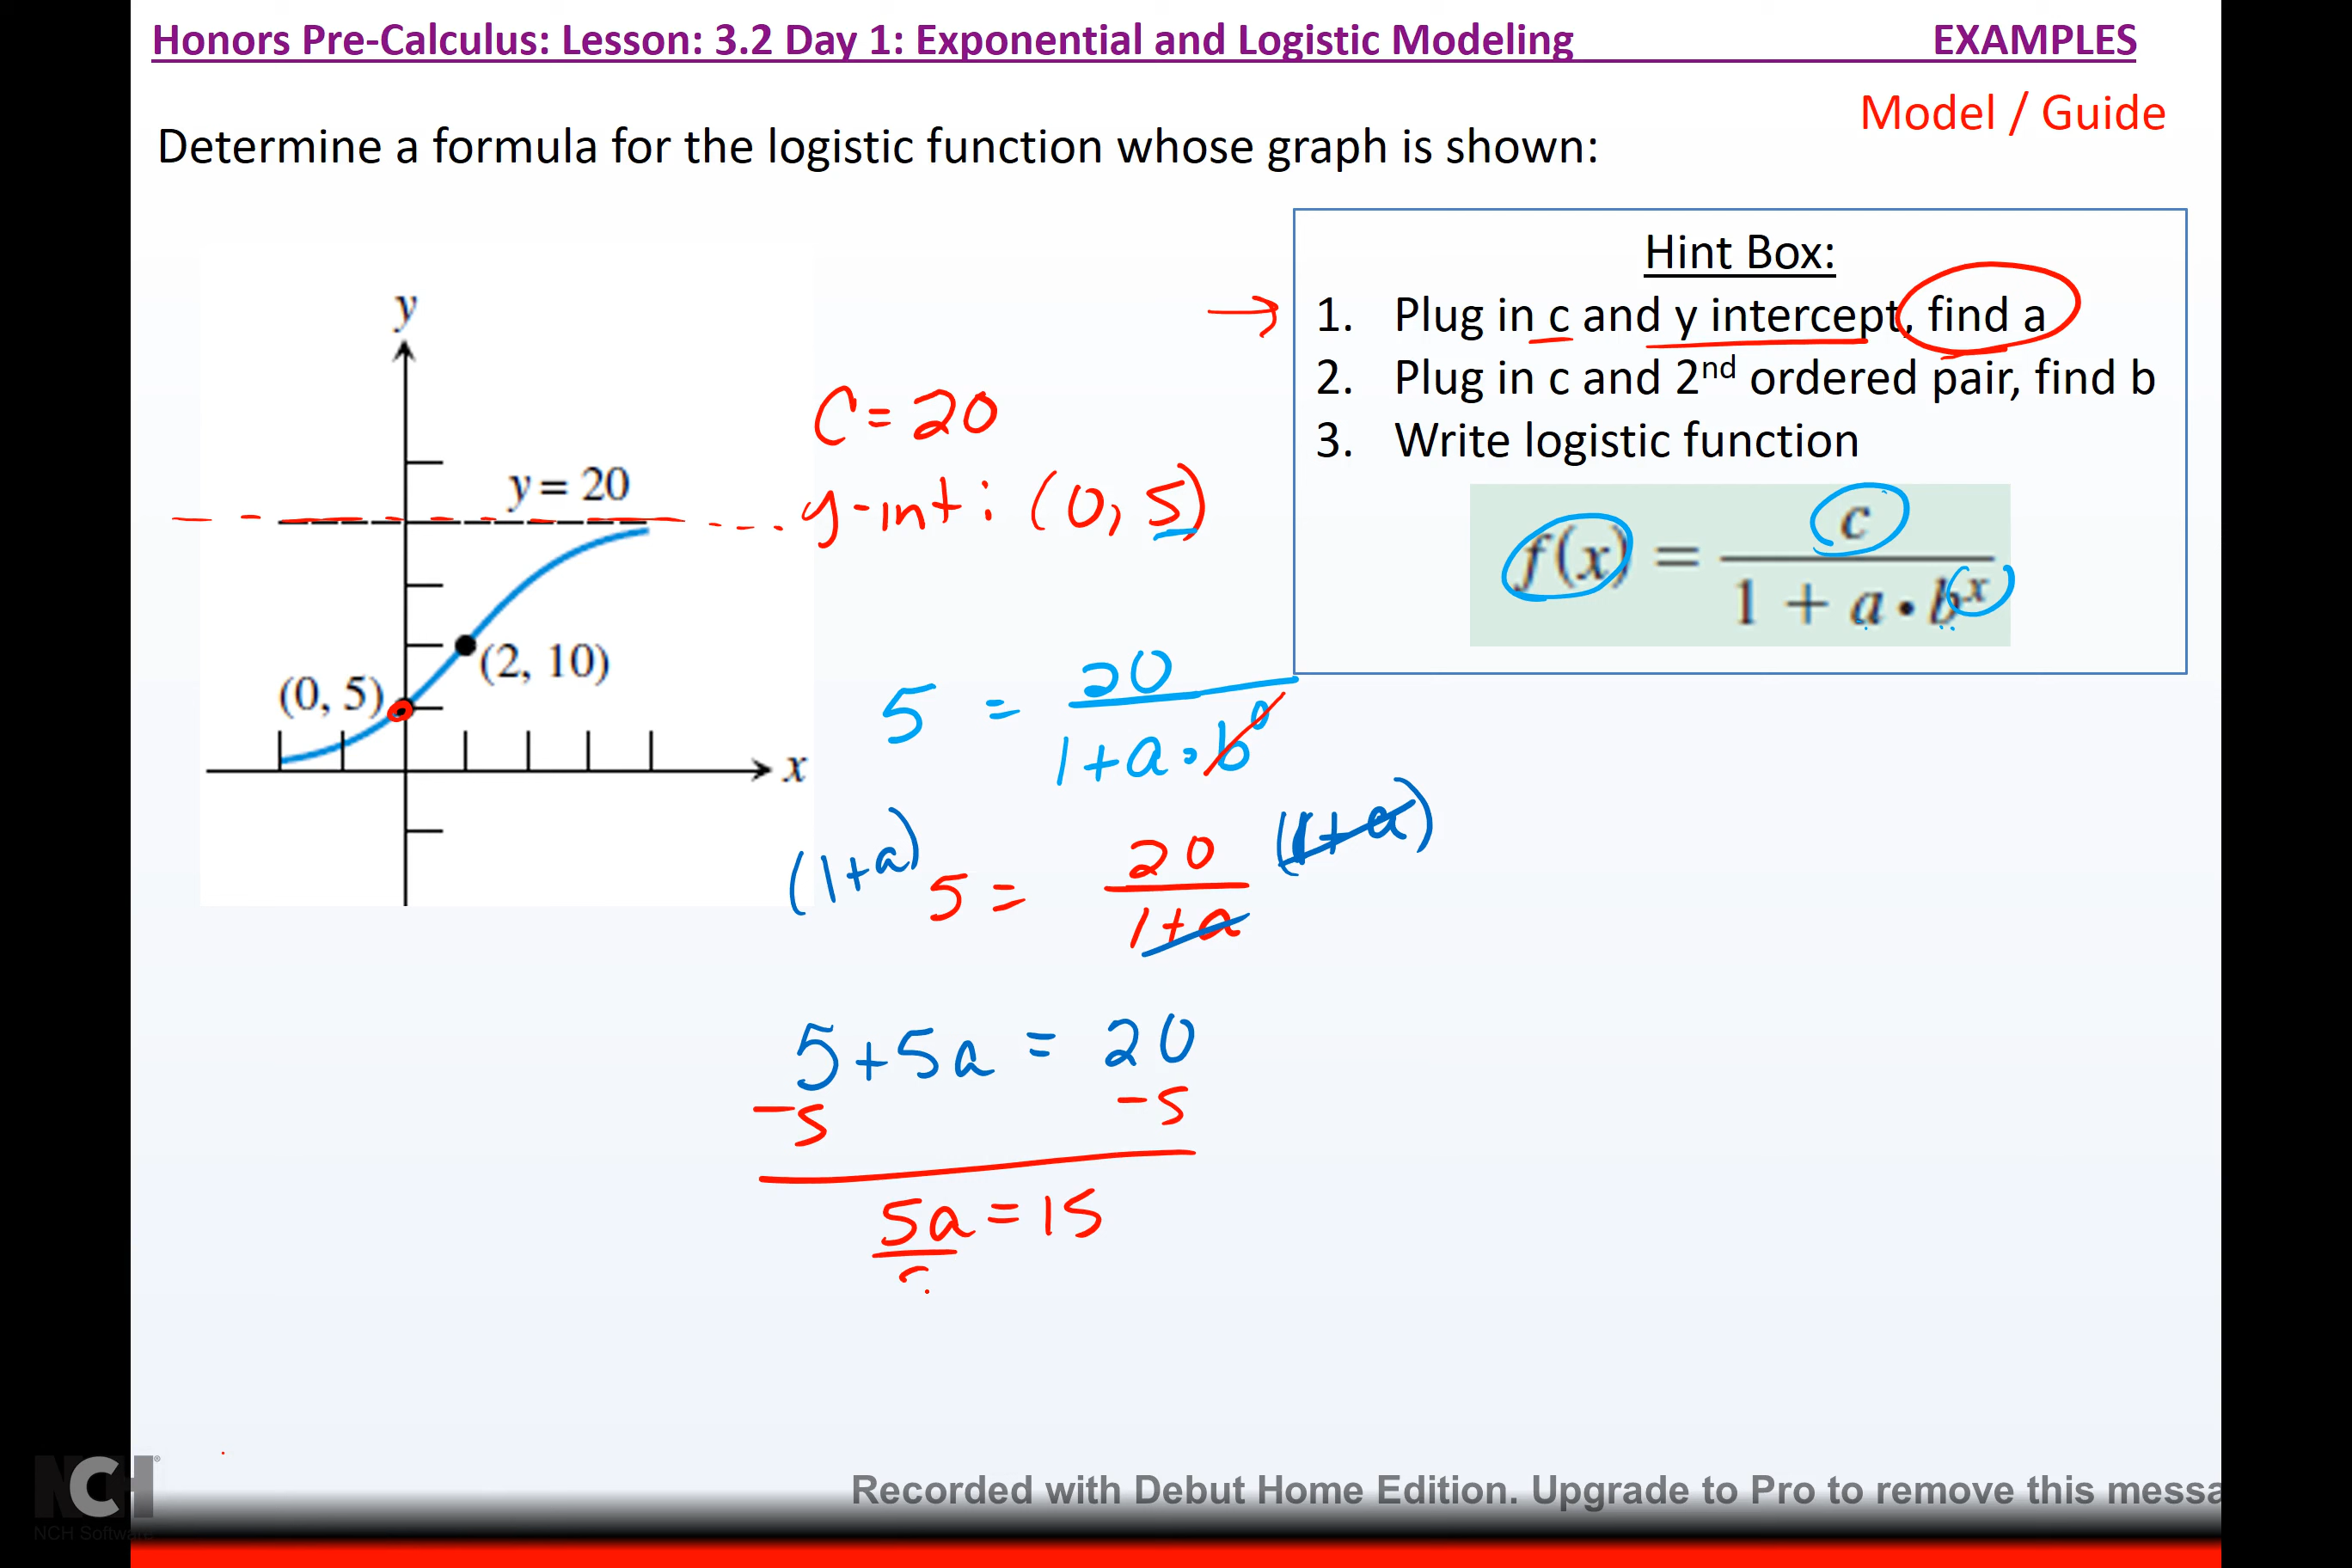 Honors Pre-Calculus: Lesson: 3.2 Day 1: Exponential and Logistic Modeling EXAMPLES
Model / Guide
Determine a formula for the logistic function whose graph is shown:
Hint Box:
1. Plug in c and y intercept, find a
2. Plug in c and 2nd ordered pair, find b
3. Write logistic function
f(x) = c / (1 + a • b^x)
y
y = 20
(2, 10)
(0, 5)
x
C = 20
y-int: (0, 5)
5 = 20 / (1 + a • b^0)
(1+a) 5 = 20 / (1+a) (1+a)
5 + 5a = 20
-5 -5
5a = 15
NCH®
NCH Software
Recorded with Debut Home Edition. Upgrade to Pro to remove this messa